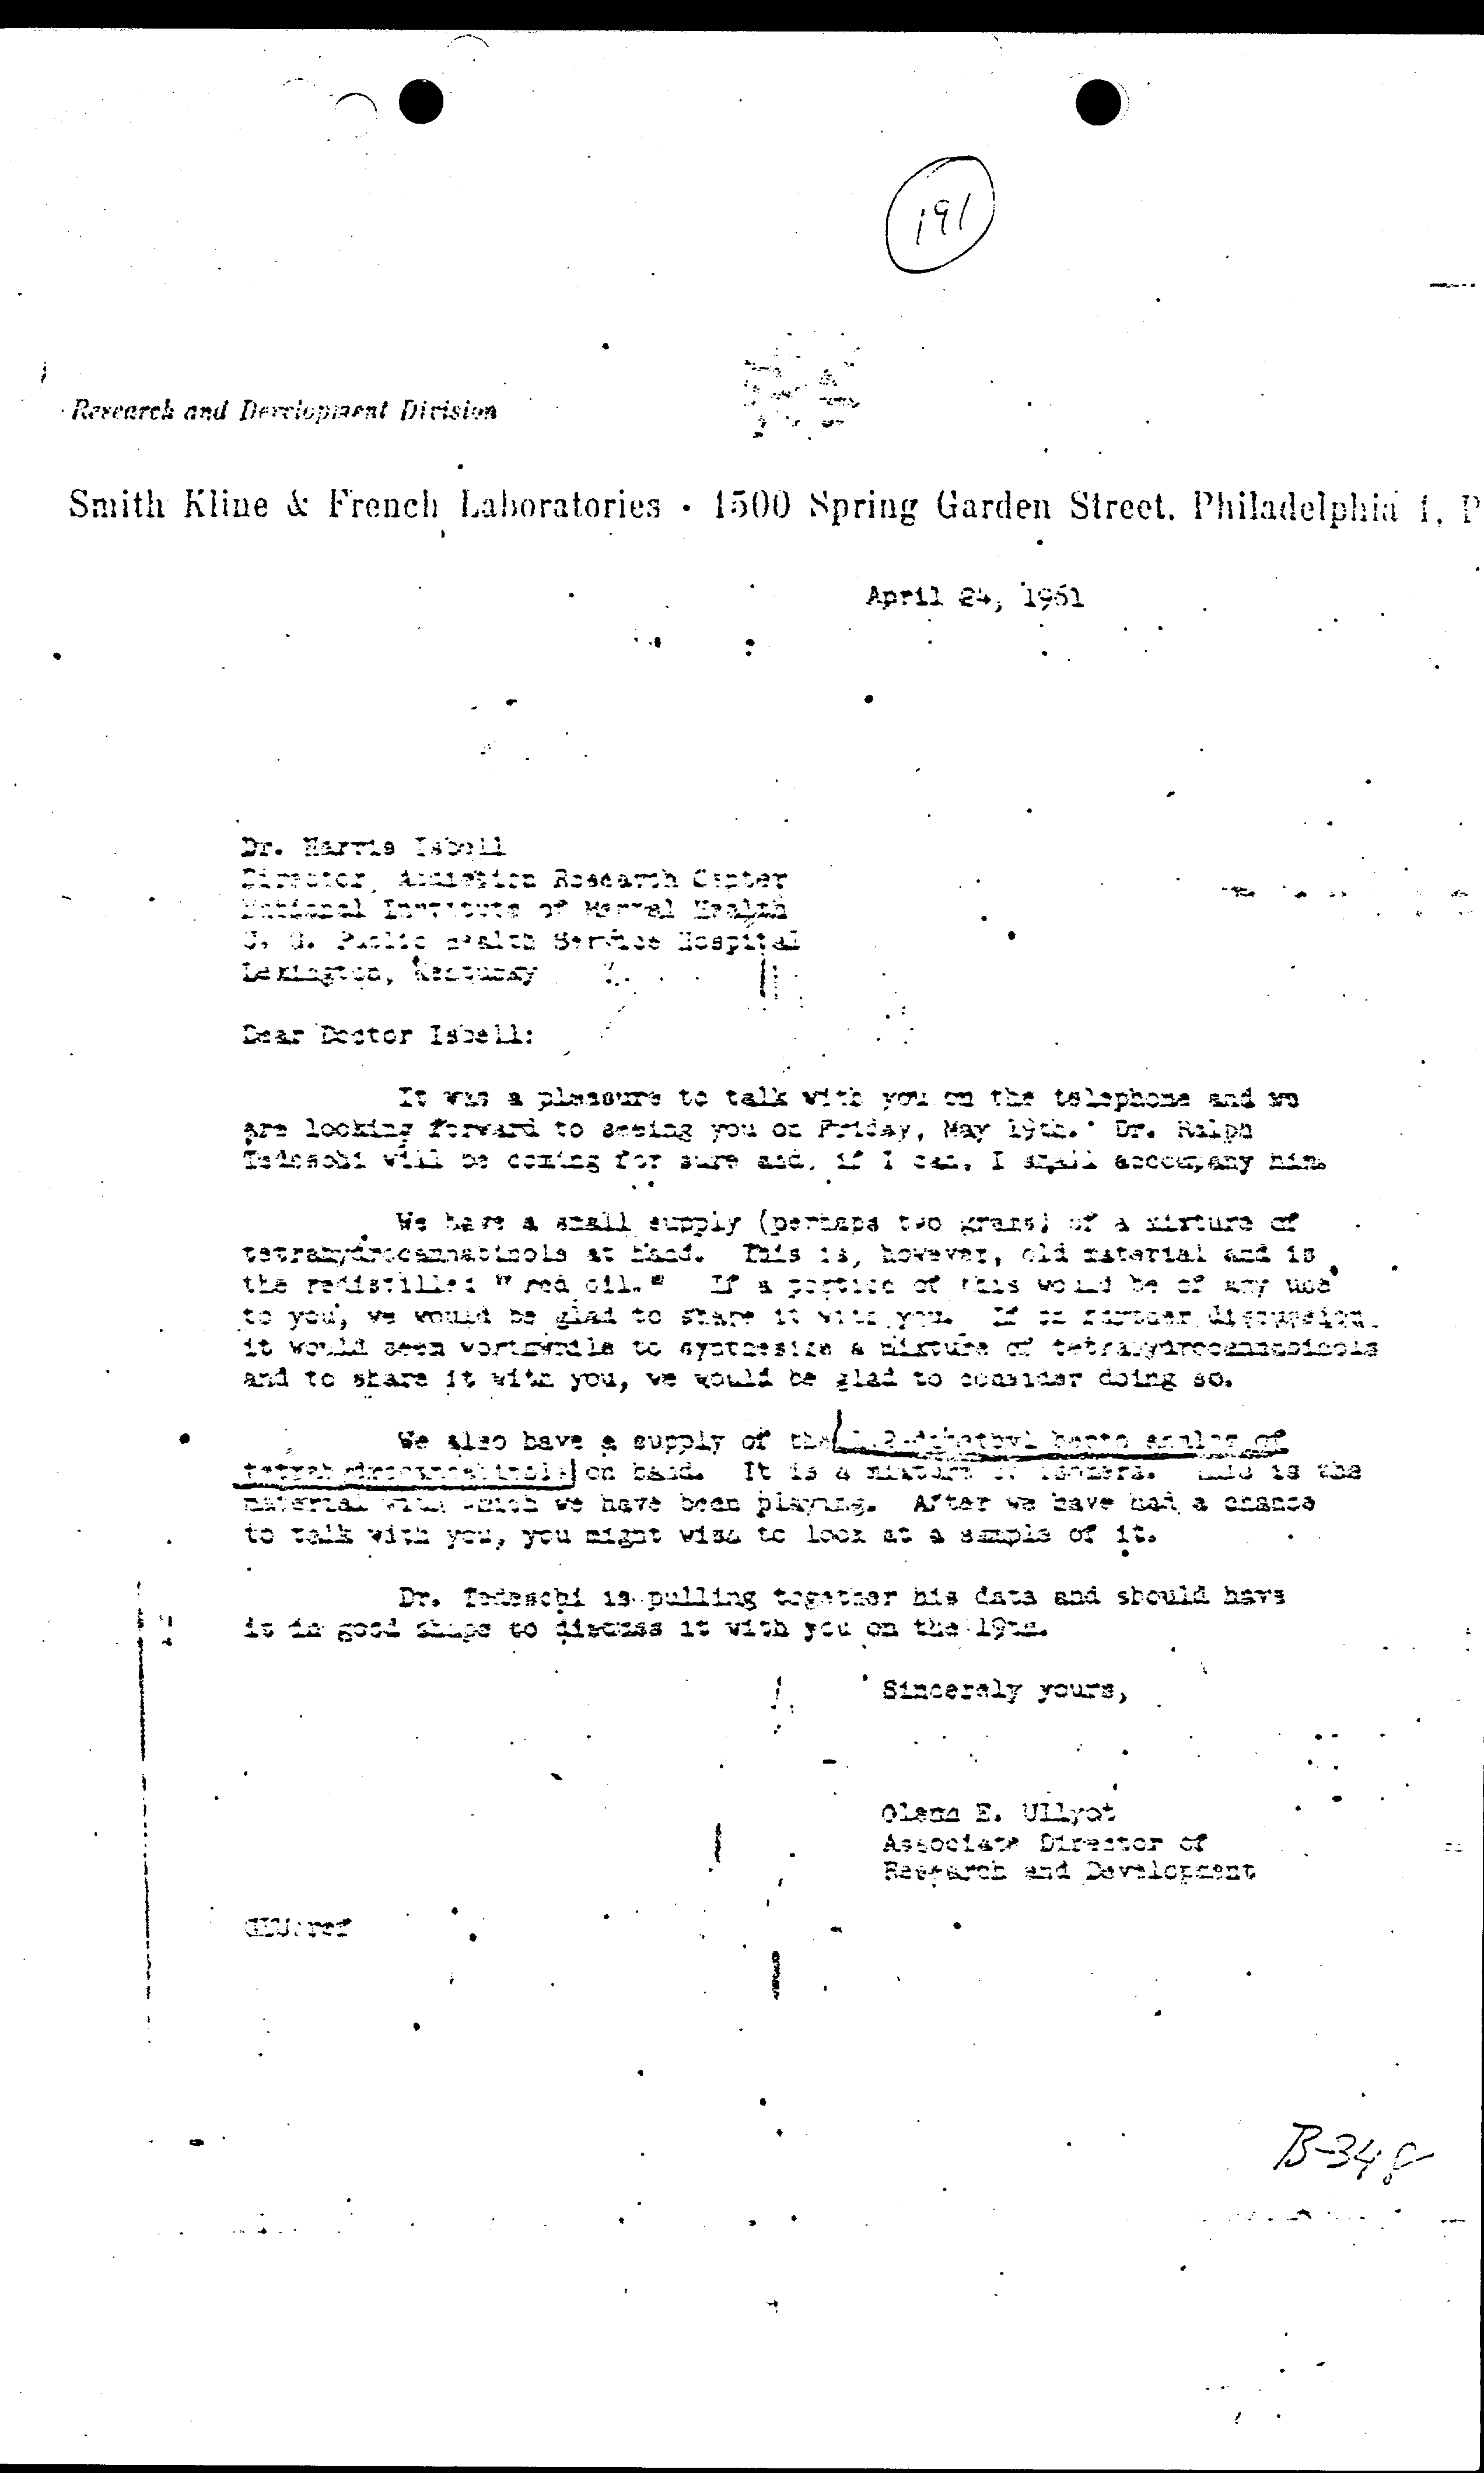 191
Research and Development Division
Smith Kline & French Laboratories · 1500 Spring Garden Street, Philadelphia 1, P
April 24, 1961
Dr. Harris Isbell
Director, Addiction Research Center
National Institute of Mental Health
U. S. Public Health Service Hospital
Lexington, Kentucky
Dear Doctor Isbell:
It was a pleasure to talk with you on the telephone and we
are looking forward to seeing you on Friday, May 19th. Dr. Ralph
Tedeschi will be coming for sure and, if I can, I shall accompany him.
We have a small supply (perhaps two grams) of a mixture of
tetrahydrocannabinols at hand. This is, however, old material and is
the redistilled "red oil." If a portion of this would be of any use
to you, we would be glad to share it with you. If on further discussion
it would seem worthwhile to synthesize a mixture of tetrahydrocannabinols
and to share it with you, we would be glad to consider doing so.
We also have a supply of the hepto analog of
tetrahydrocannabinols on hand. It is a mixture of isomers. This is the
material with which we have been playing. After we have had a chance
to talk with you, you might wish to look at a sample of it.
Dr. Tedeschi is pulling together his data and should have
it in good shape to discuss it with you on the 19th.
Sincerely yours,
Glenn E. Ullyot
Associate Director of
Research and Development
GEU:ref
B-348